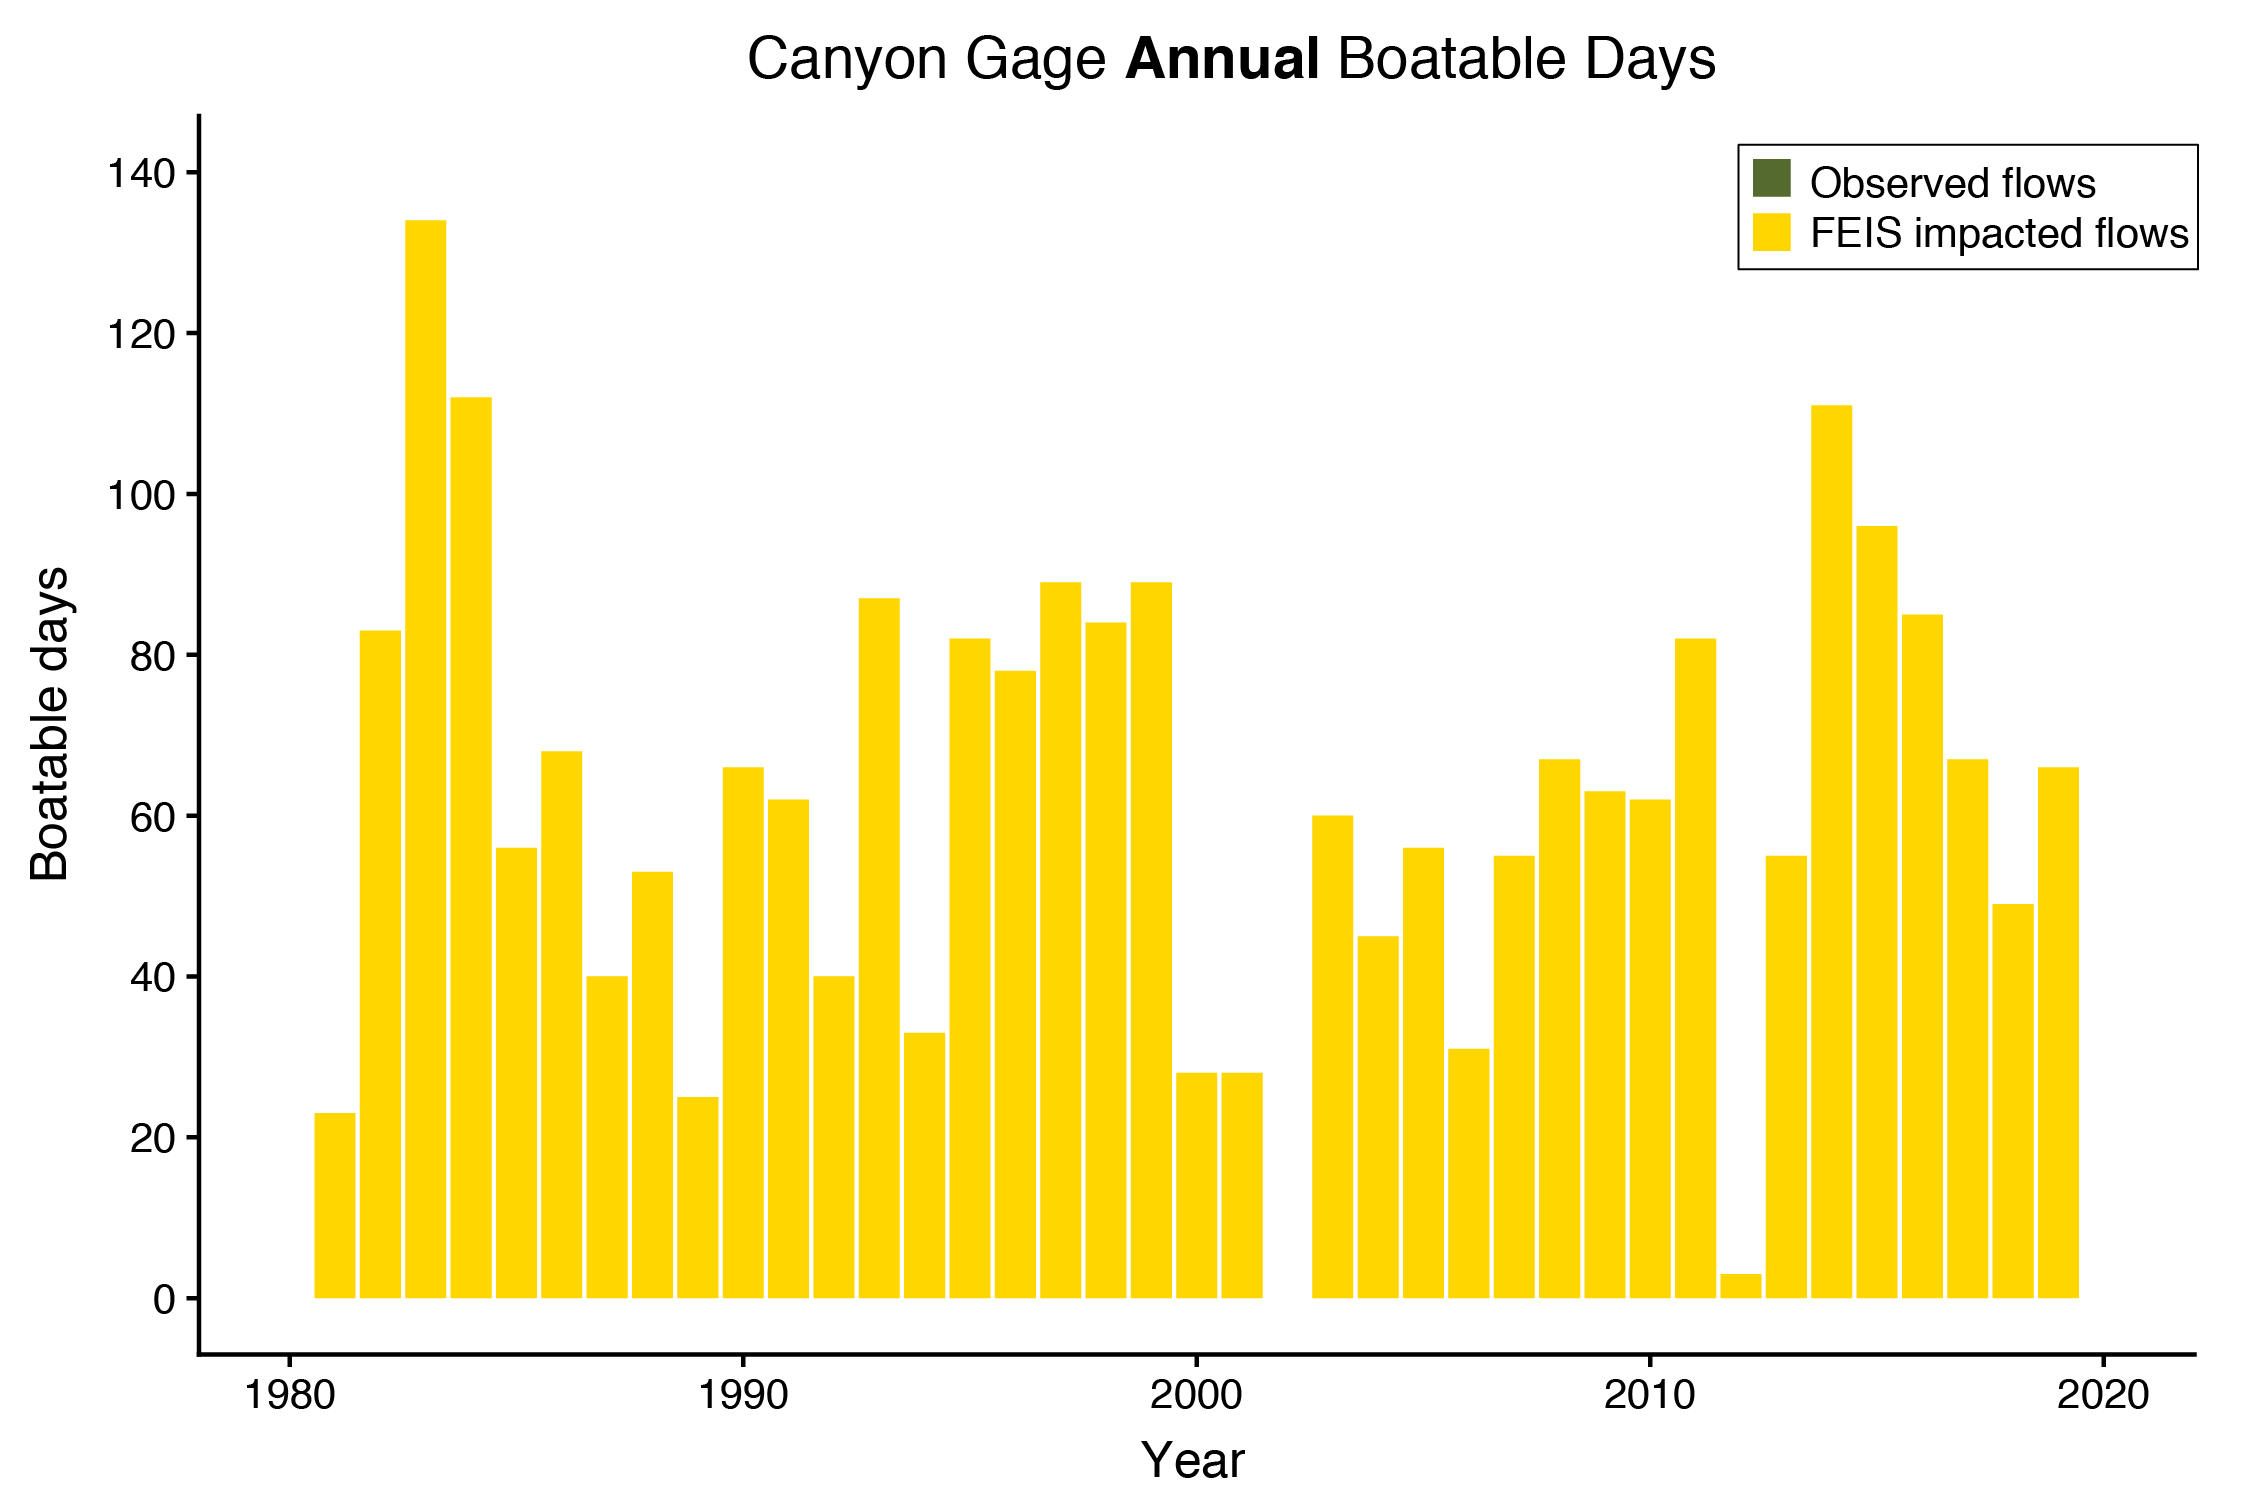 Canyon Gage Annual Boatable Days
Observed flows
FEIS impacted flows
Boatable days
140
120
100
80
60
40
20
0
1980 1990 2000 2010 2020
Year